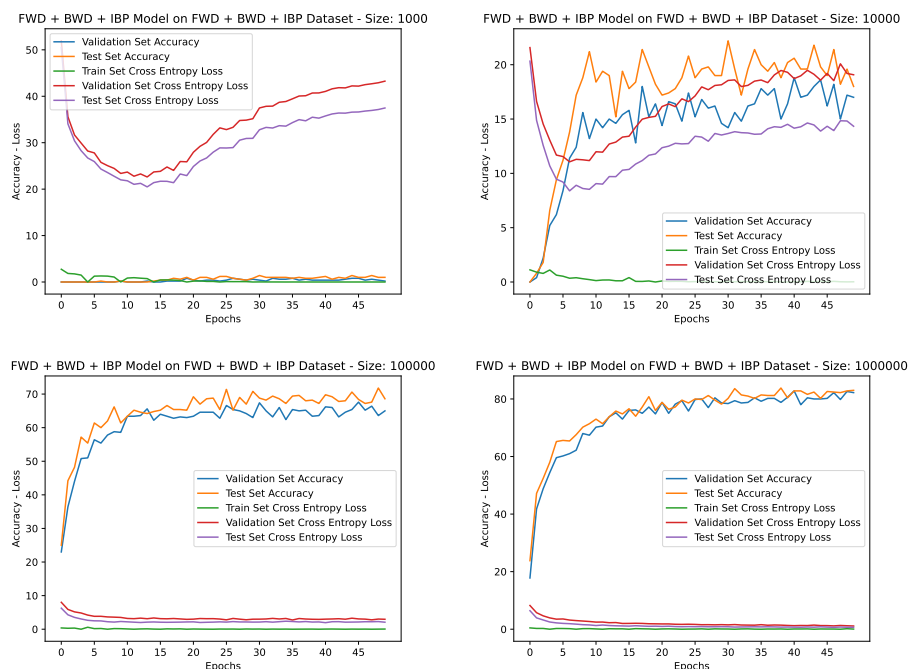 FWD + BWD + IBP Model on FWD + BWD + IBP Dataset - Size: 1000
50
40
30
20
10
0
Accuracy - Loss
Validation Set Accuracy
Test Set Accuracy
Train Set Cross Entropy Loss
Validation Set Cross Entropy Loss
Test Set Cross Entropy Loss
0 5 10 15 20 25 30 35 40 45
Epochs
FWD + BWD + IBP Model on FWD + BWD + IBP Dataset - Size: 10000
20
15
10
5
0
Accuracy - Loss
Validation Set Accuracy
Test Set Accuracy
Train Set Cross Entropy Loss
Validation Set Cross Entropy Loss
Test Set Cross Entropy Loss
0 5 10 15 20 25 30 35 40 45
Epochs
FWD + BWD + IBP Model on FWD + BWD + IBP Dataset - Size: 100000
70
60
50
40
30
20
10
0
Accuracy - Loss
Validation Set Accuracy
Test Set Accuracy
Train Set Cross Entropy Loss
Validation Set Cross Entropy Loss
Test Set Cross Entropy Loss
0 5 10 15 20 25 30 35 40 45
Epochs
FWD + BWD + IBP Model on FWD + BWD + IBP Dataset - Size: 1000000
80
60
40
20
0
Accuracy - Loss
Validation Set Accuracy
Test Set Accuracy
Train Set Cross Entropy Loss
Validation Set Cross Entropy Loss
Test Set Cross Entropy Loss
0 5 10 15 20 25 30 35 40 45
Epochs